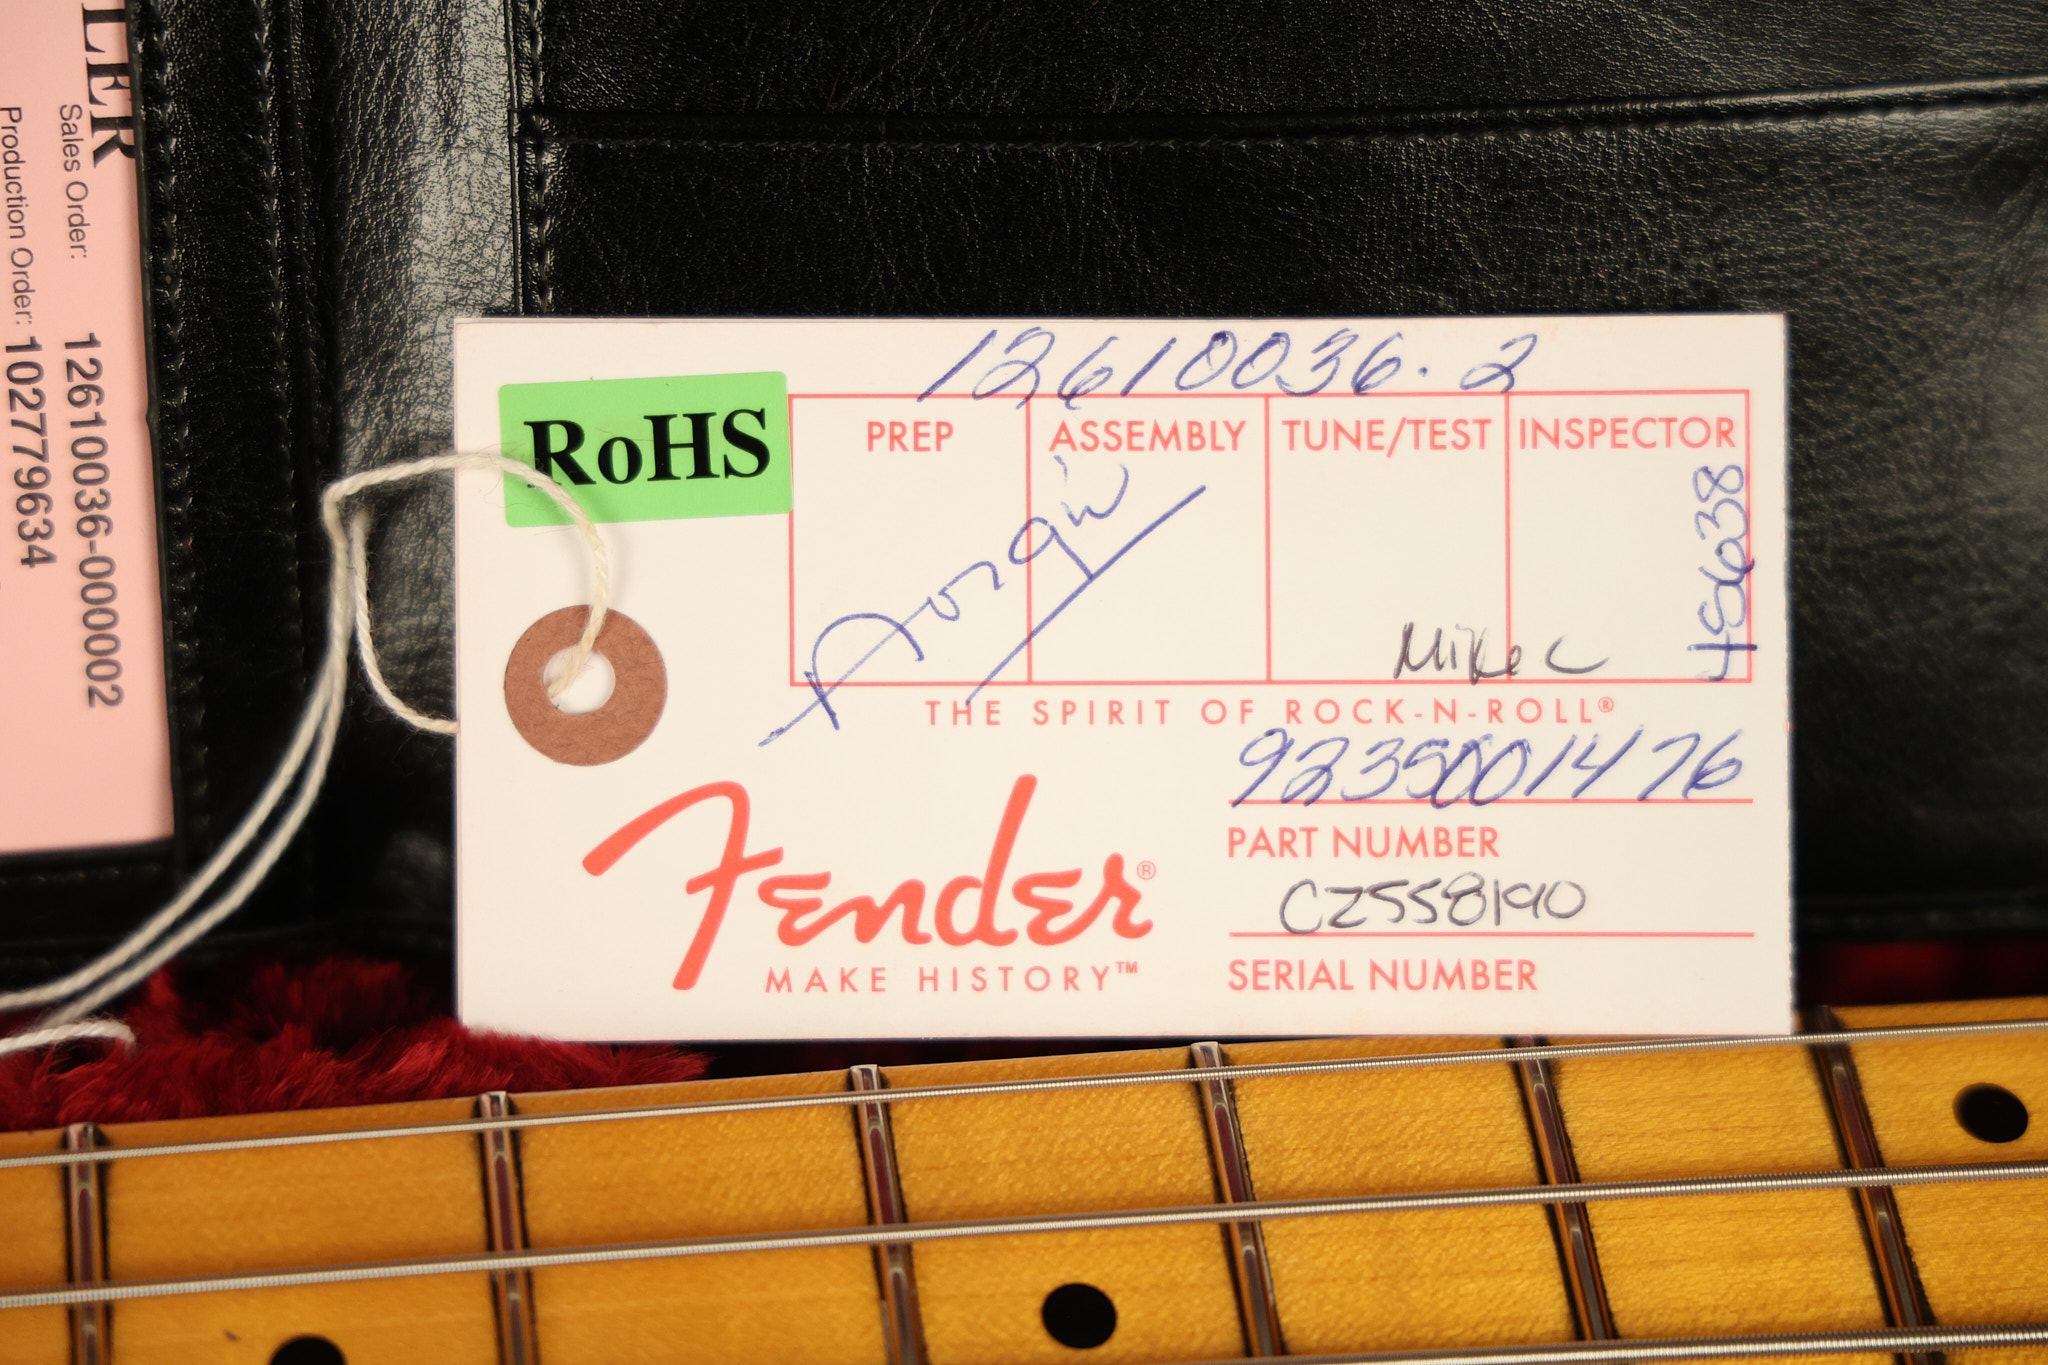 LER
Sales Order: 12610036-000002
Production Order: 102779634
12610036.2
RoHS
PREP ASSEMBLY TUNE/TEST INSPECTOR
Mike C
45638
THE SPIRIT OF ROCK-N-ROLL®
9235001476
PART NUMBER
CZ558190
SERIAL NUMBER
Fender®
MAKE HISTORY™